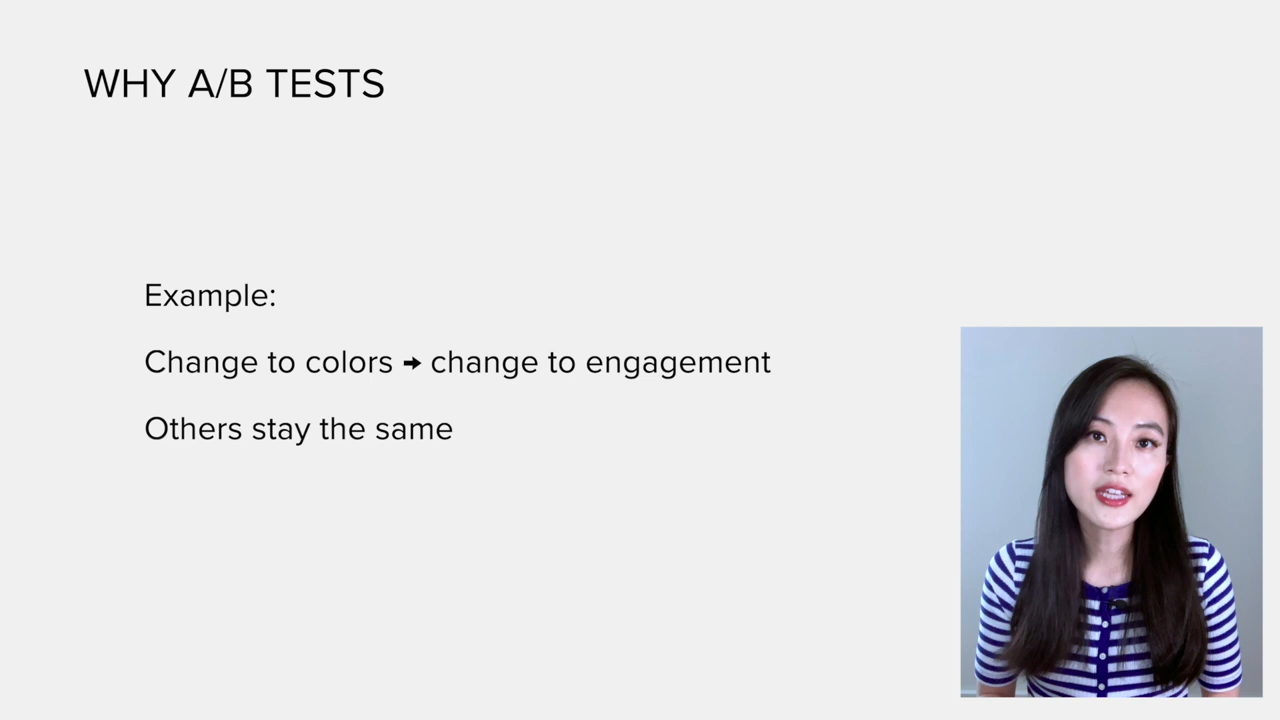 WHY A/B TESTS
Example:
Change to colors → change to engagement
Others stay the same